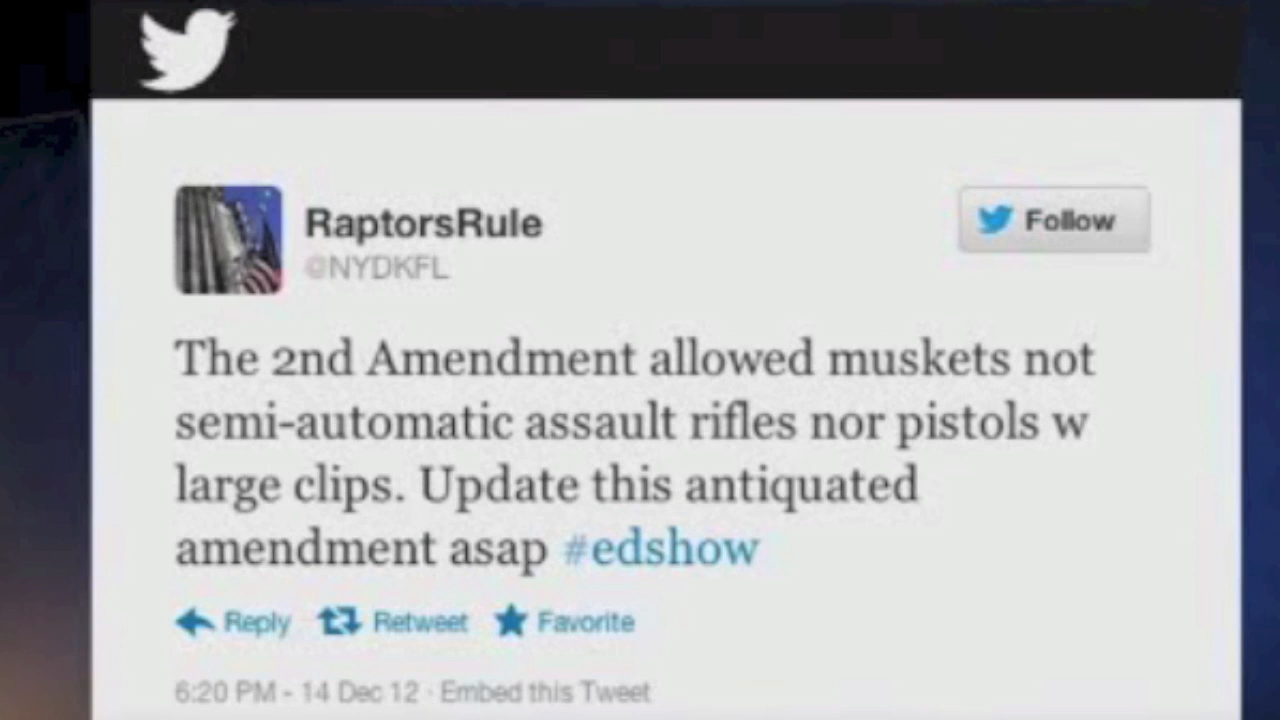 RaptorsRule
@NYDKFL
Follow
The 2nd Amendment allowed muskets not
semi-automatic assault rifles nor pistols w
large clips. Update this antiquated
amendment asap #edshow
Reply Retweet Favorite
6:20 PM - 14 Dec 12 · Embed this Tweet